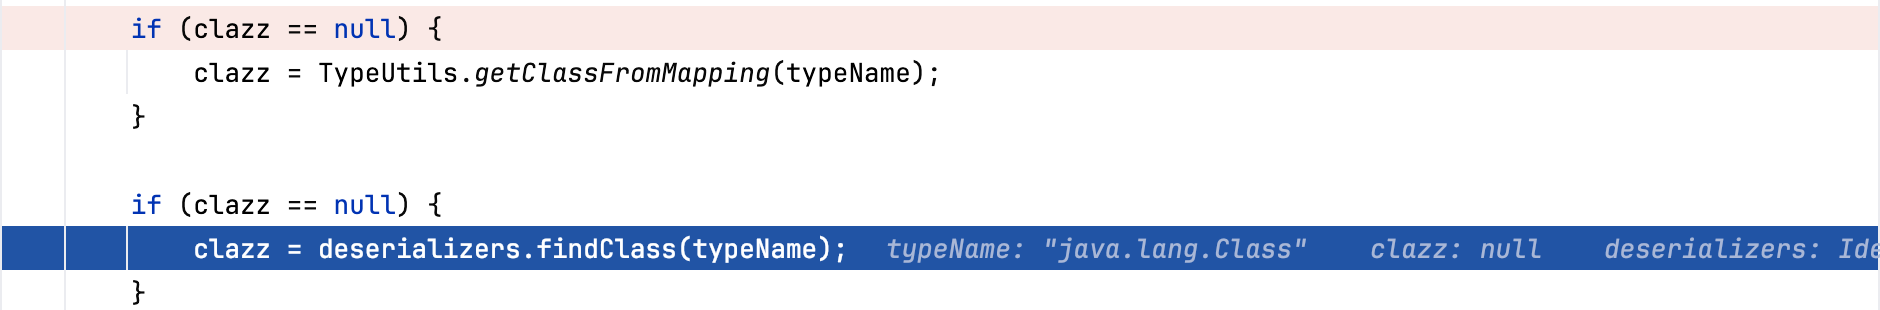 if (clazz == null) {
clazz = TypeUtils.getClassFromMapping(typeName);
}
if (clazz == null) {
clazz = deserializers.findClass(typeName); typeName: "java.lang.Class" clazz: null deserializers: Ide
}